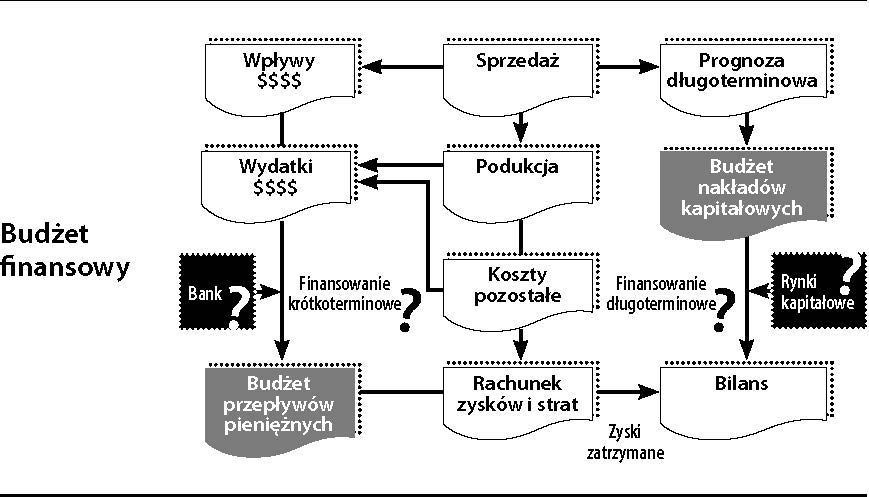 Wpływy
$$$$
Sprzedaż
Prognoza
długoterminowa
Wydatki
$$$$
Podukcja
Budżet
nakładów
kapitałowych
Budżet
finansowy
Bank
?
Finansowanie
krótkoterminowe
?
Koszty
pozostałe
Finansowanie
długoterminowe
?
Rynki
kapitałowe
?
Budżet
przepływów
pieniężnych
Rachunek
zysków i strat
Bilans
Zyski
zatrzymane